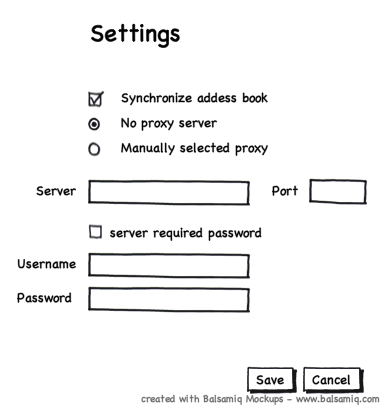 Settings
Synchronize addess book
No proxy server
Manually selected proxy
Server Port
server required password
Username
Password
Save Cancel
created with Balsamiq Mockups - www.balsamiq.com